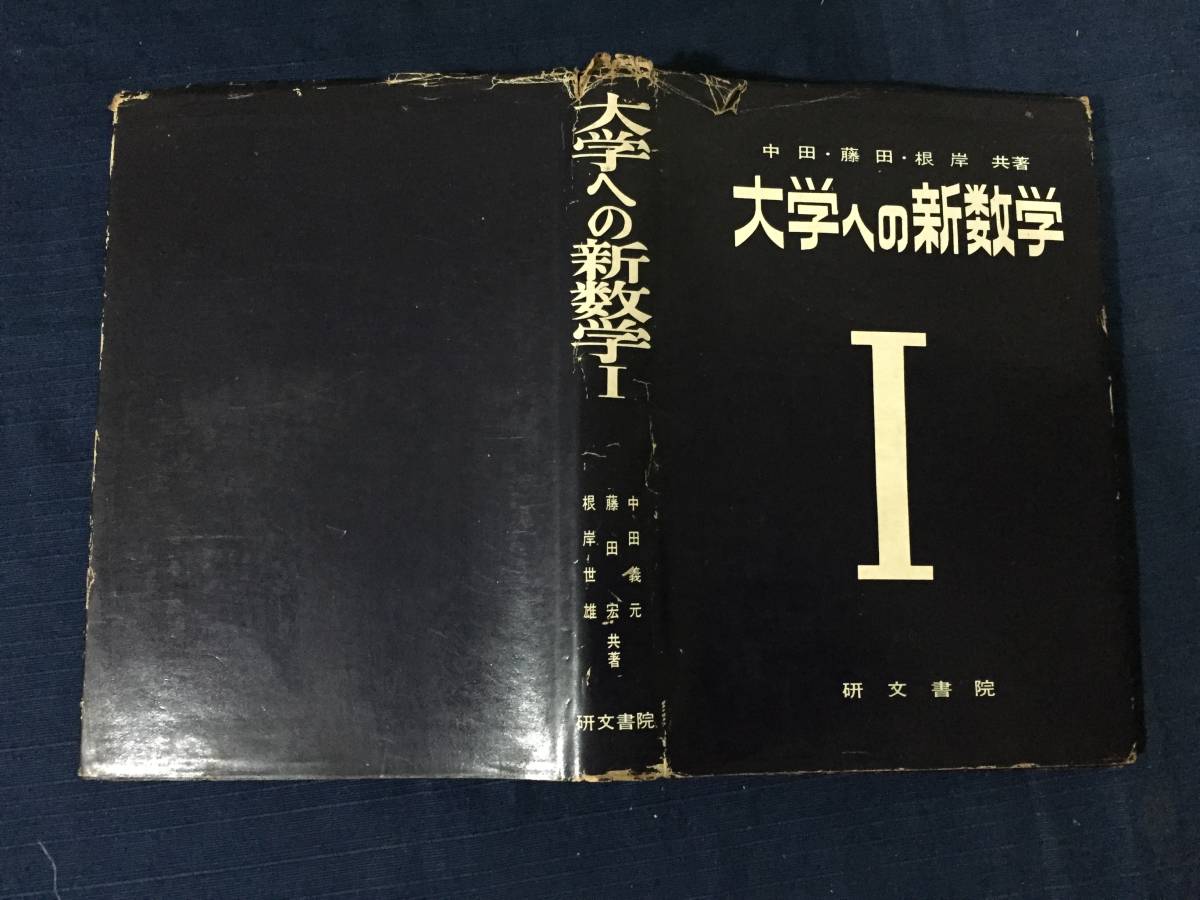 中田・藤田・根岸 共著
大学への新数学
I
研文書院
大学への新数学I
中田義元
藤田宏共著
根岸世雄
研文書院